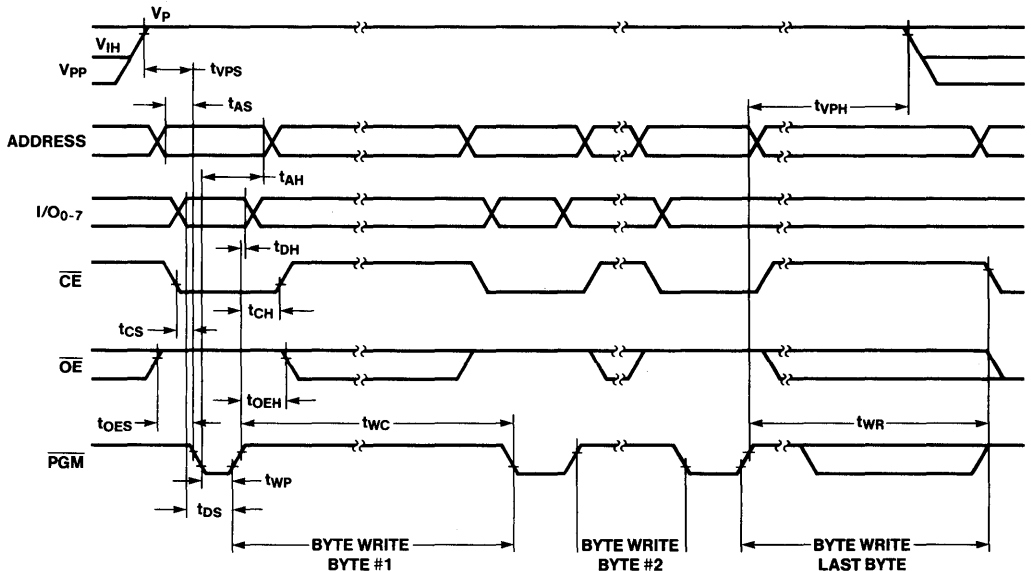 VP
VIH
VPP
tVPS
tAS
tVPH
ADDRESS
tAH
I/O0-7
tDH
CE
tCH
tCS
OE
tOEH
tOES
tWC
tWR
PGM
tWP
tDS
BYTE WRITE
BYTE #1
BYTE WRITE
BYTE #2
BYTE WRITE
LAST BYTE